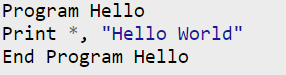 Program Hello
Print *, "Hello World"
End Program Hello